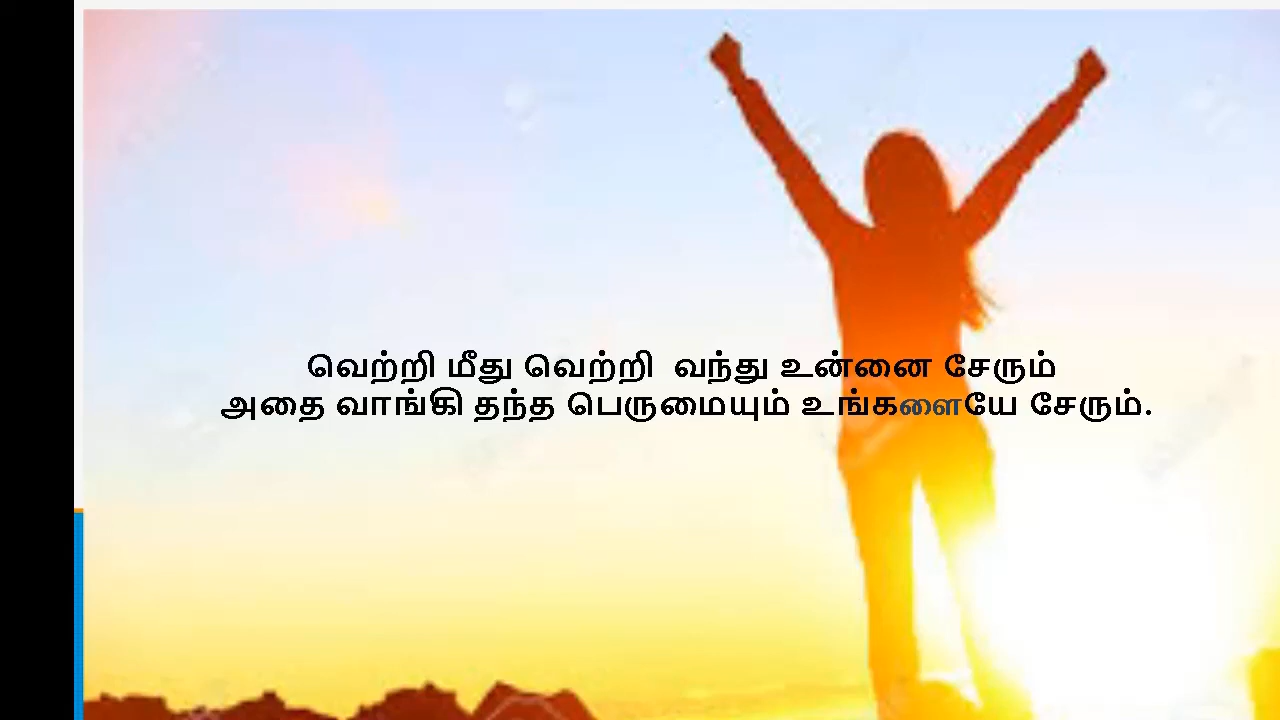 வெற்றி மீது வெற்றி வந்து உன்னை சேரும்
அதை வாங்கி தந்த பெருமையும் உங்களையே சேரும்.